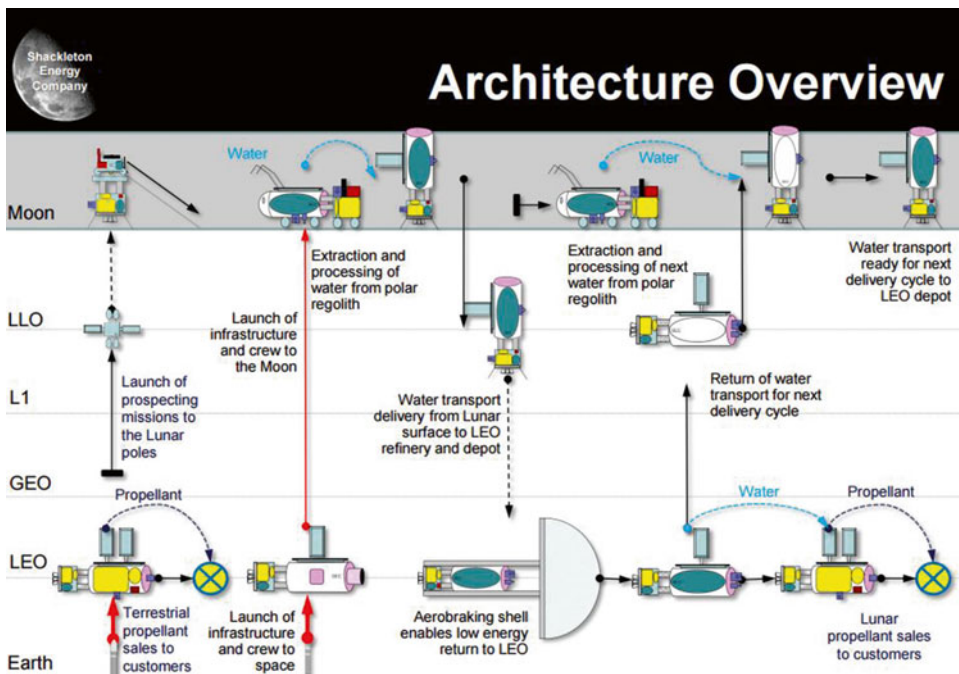 Shackleton
Energy
Company
Architecture Overview
Water
Water
Moon
Extraction and
processing of
water from polar
regolith
Extraction and
processing of next
water from polar
regolith
Water transport
ready for next
delivery cycle to
LEO depot
LLO
Launch of
infrastructure
and crew to
the Moon
Launch of
prospecting
missions to
the Lunar
poles
L1
Water transport
delivery from Lunar
surface to LEO
refinery and depot
Return of water
transport for next
delivery cycle
GEO
Propellant
Water
Propellant
LEO
Terrestrial
propellant
sales to
customers
Launch of
infrastructure
and crew to
space
Aerobraking shell
enables low energy
return to LEO
Lunar
propellant sales
to customers
Earth